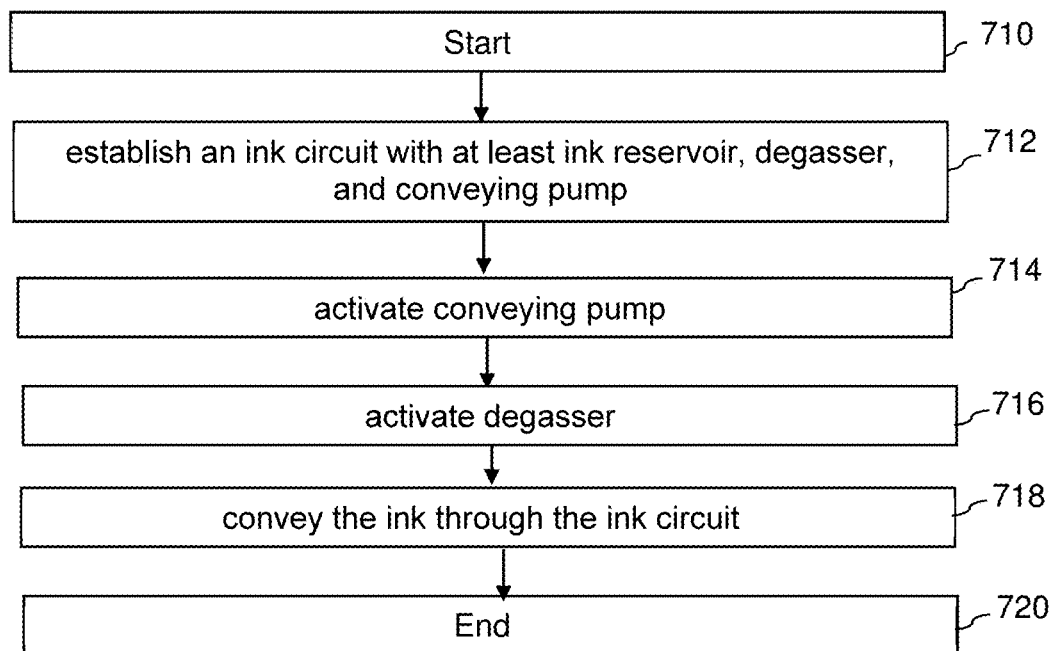 Start
710
establish an ink circuit with at least ink reservoir, degasser,
and conveying pump
712
activate conveying pump
714
activate degasser
716
convey the ink through the ink circuit
718
End
720